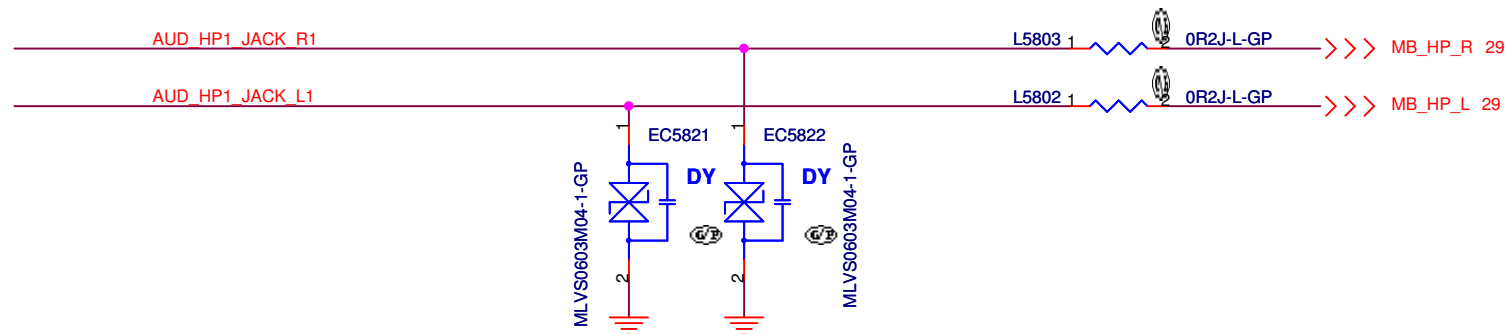 AUD_HP1_JACK_R1
L5803 1 2 0R2J-L-GP
MB_HP_R 29
AUD_HP1_JACK_L1
L5802 1 2 0R2J-L-GP
MB_HP_L 29
1 EC5821
1 EC5822
MLVS0603M04-1-GP
DY
DY
MLVS0603M04-1-GP
G/P
G/P
2
2